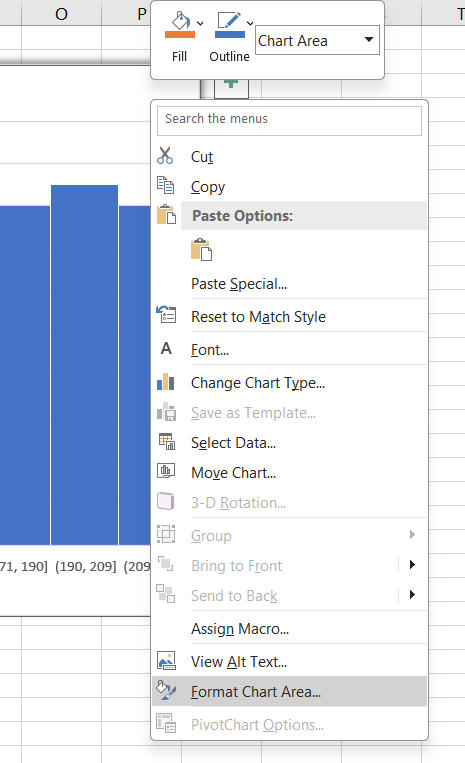 O
P
T
Fill
Outline
Chart Area
Search the menus
Cut
Copy
Paste Options:
Paste Special...
Reset to Match Style
A
Font...
Change Chart Type...
Save as Template...
Select Data...
Move Chart...
3-D Rotation...
Group
Bring to Front
Send to Back
Assign Macro...
View Alt Text...
Format Chart Area...
PivotChart Options...
71, 190] (190, 209] (209